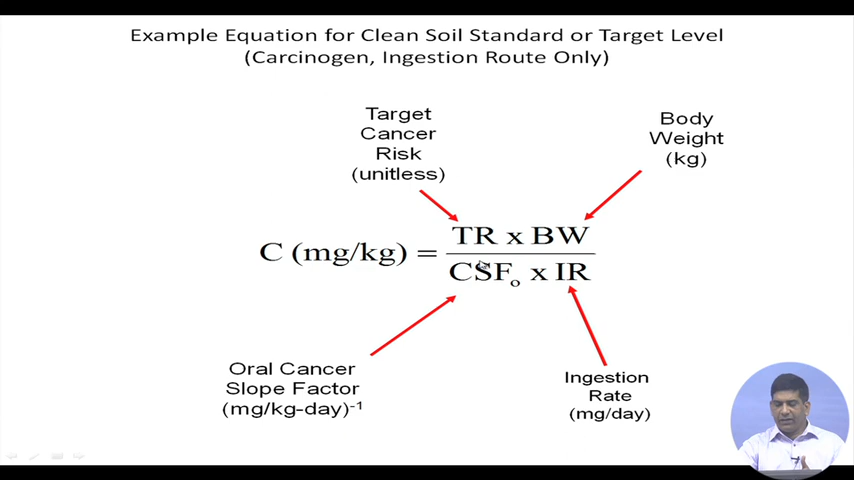 Example Equation for Clean Soil Standard or Target Level
(Carcinogen, Ingestion Route Only)
Target
Cancer
Risk
(unitless)
Body
Weight
(kg)
C (mg/kg) = TR x BW / CSFo x IR
Oral Cancer
Slope Factor
(mg/kg-day)-1
Ingestion
Rate
(mg/day)